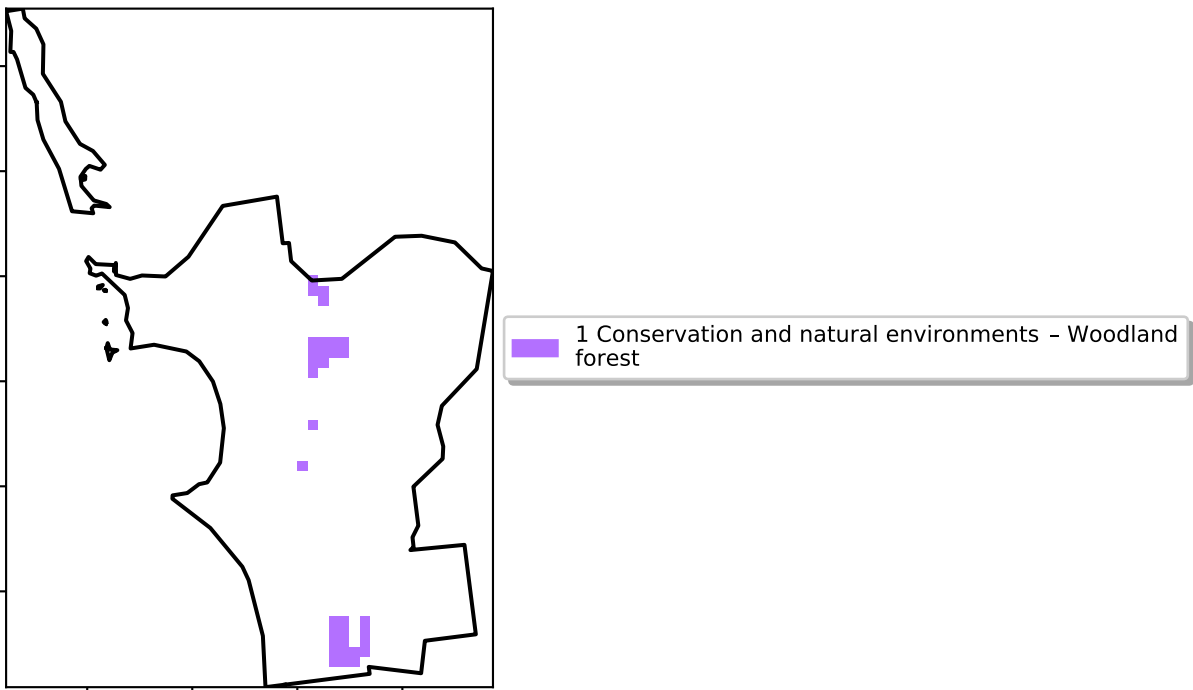 1 Conservation and natural environments – Woodland
forest